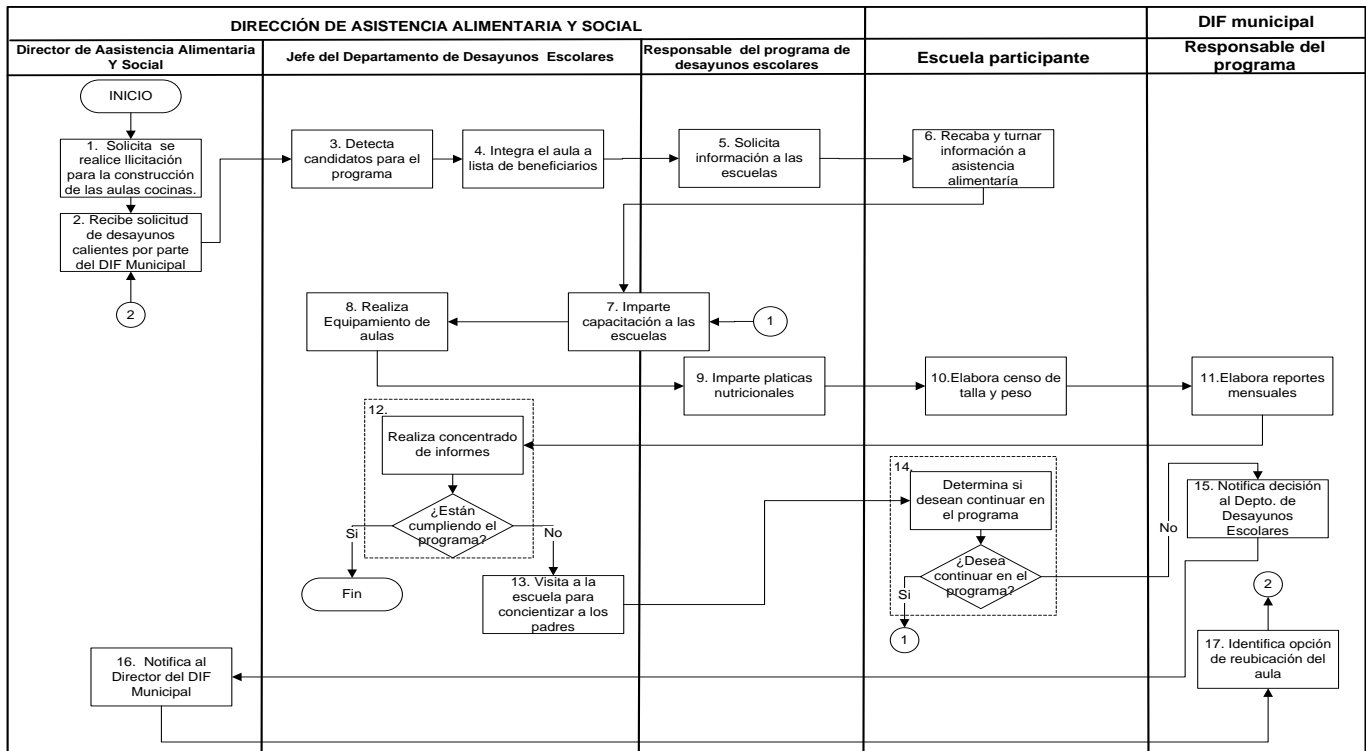 DIRECCIÓN DE ASISTENCIA ALIMENTARIA Y SOCIAL
DIF municipal
Director de Aasistencia Alimentaria
Y Social
Jefe del Departamento de Desayunos Escolares
Responsable del programa de
desayunos escolares
Escuela participante
Responsable del
programa
INICIO
1. Solicita se
realice llicitación
para la construcción
de las aulas cocinas.
2. Recibe solicitud
de desayunos
calientes por parte
del DIF Municipal
2
3. Detecta
candidatos para el
programa
4. Integra el aula a
lista de beneficiarios
5. Solicita
información a las
escuelas
6. Recaba y turnar
información a
asistencia
alimentaría
7. Imparte
capacitación a las
escuelas
1
8. Realiza
Equipamiento de
aulas
9. Imparte platicas
nutricionales
10.Elabora censo de
talla y peso
11.Elabora reportes
mensuales
12.
Realiza concentrado
de informes
¿Están
cumpliendo el
programa?
Si
No
Fin
13. Visita a la
escuela para
concientizar a los
padres
14.
Determina si
desean continuar en
el programa
¿Desea
continuar en el
programa?
Si
No
1
15. Notifica decisión
al Depto. de
Desayunos
Escolares
16. Notifica al
Director del DIF
Municipal
2
17. Identifica opción
de reubicación del
aula